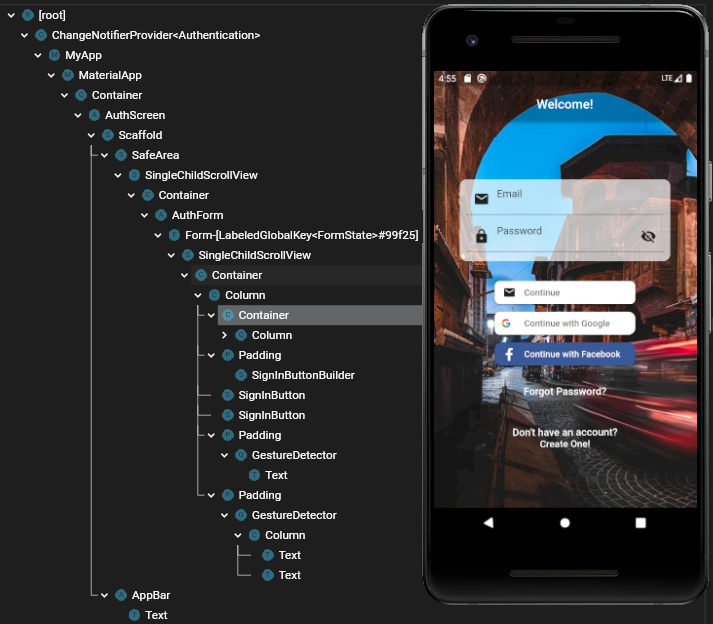 [root]
ChangeNotifierProvider<Authentication>
MyApp
MaterialApp
Container
AuthScreen
Scaffold
SafeArea
SingleChildScrollView
Container
AuthForm
Form-[LabeledGlobalKey<FormState>#99f25]
SingleChildScrollView
Container
Column
Container
Column
Padding
SignInButtonBuilder
SignInButton
SignInButton
Padding
GestureDetector
Text
Padding
GestureDetector
Column
Text
Text
AppBar
Text
4:55
LTE
Welcome!
Email
Password
Continue
Continue with Google
Continue with Facebook
Forgot Password?
Don't have an account?
Create One!